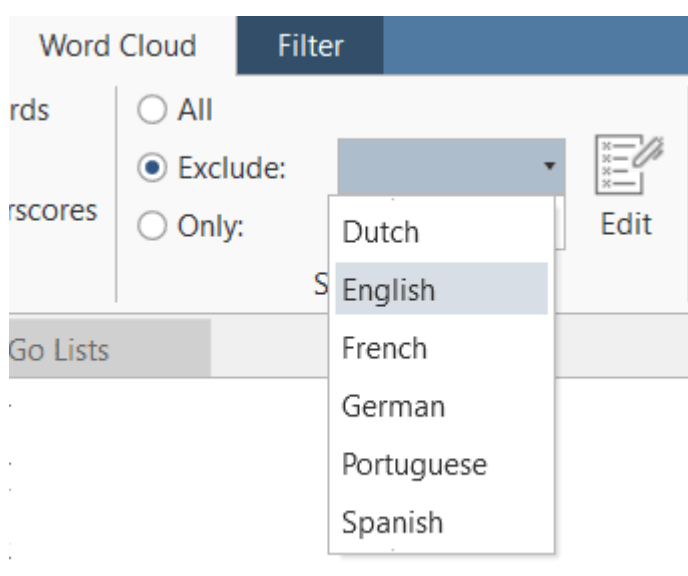 Word Cloud Filter
rds
All
Exclude:
rscores
Only:
Edit
S
Go Lists
Dutch
English
French
German
Portuguese
Spanish